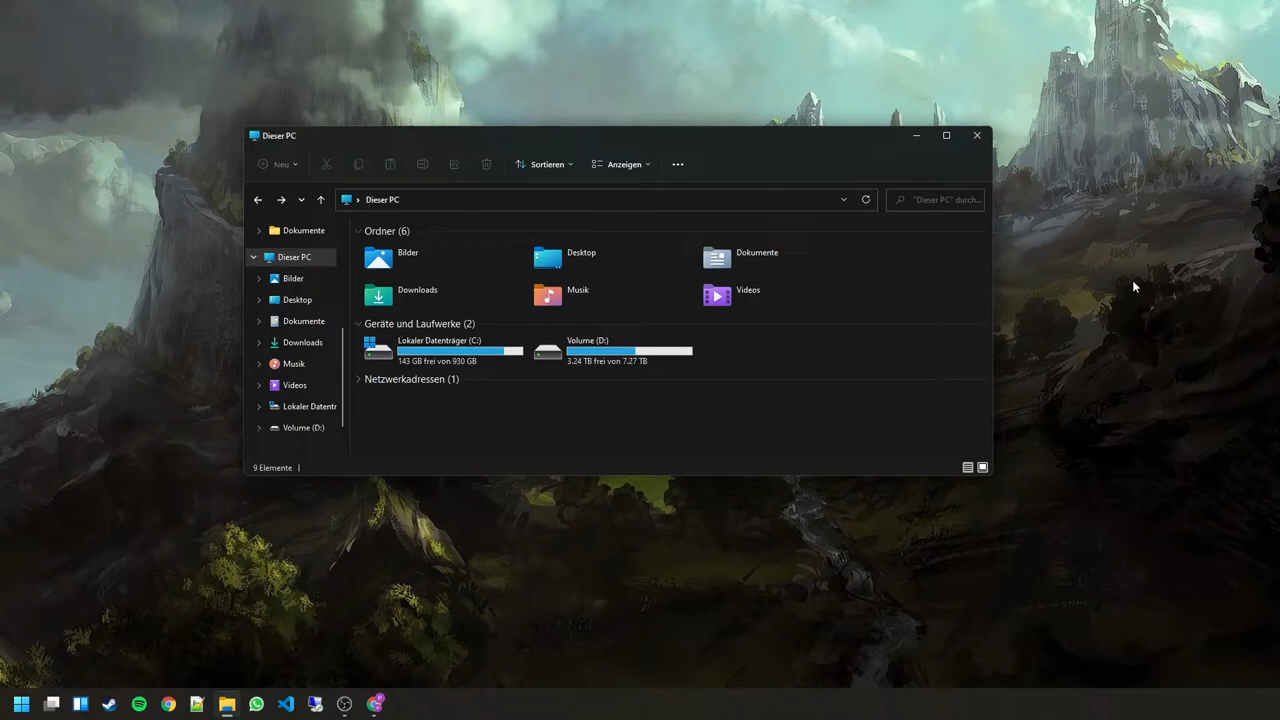 Dieser PC
Neu
Sortieren
Anzeigen
Dieser PC
"Dieser PC" durch...
Dokumente
Dieser PC
Bilder
Desktop
Dokumente
Downloads
Musik
Videos
Lokaler Datentr
Volume (D:)
Ordner (6)
Bilder
Desktop
Dokumente
Downloads
Musik
Videos
Geräte und Laufwerke (2)
Lokaler Datenträger (C:)
143 GB frei von 930 GB
Volume (D:)
3.24 TB frei von 7.27 TB
Netzwerkadressen (1)
9 Elemente